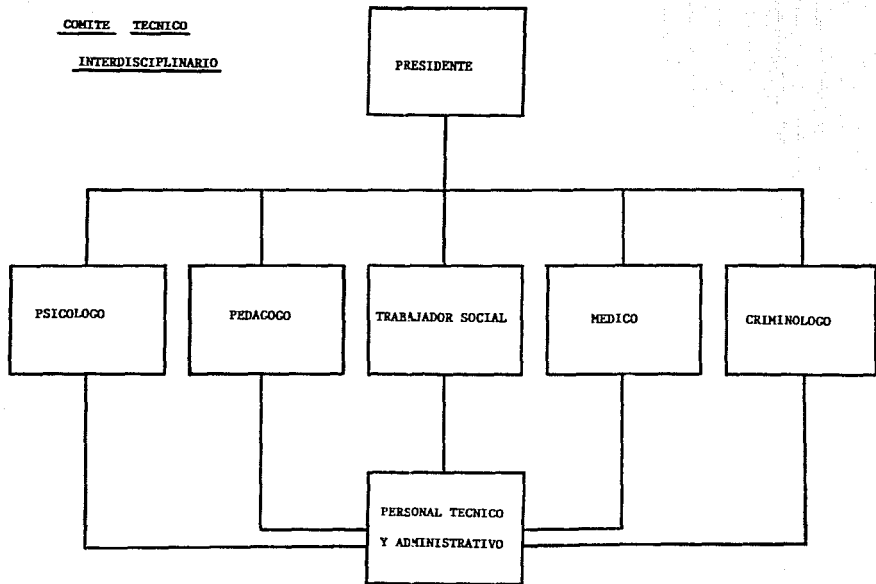 COMITE TECNICO
INTERDISCIPLINARIO
PRESIDENTE
PSICOLOGO
PEDAGOGO
TRABAJADOR SOCIAL
MEDICO
CRIMINOLOGO
PERSONAL TECNICO
Y ADMINISTRATIVO